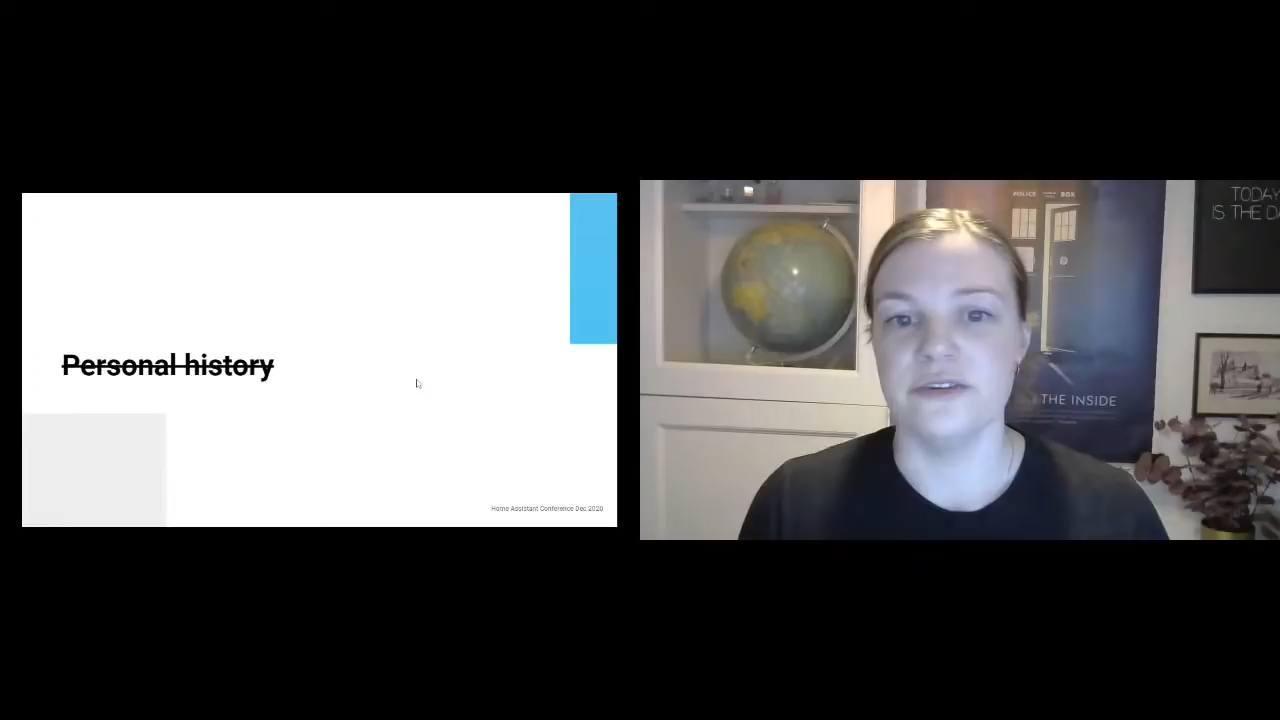 Personal history
Home Assistant Conference Dec 2020
POLICE BOX
THE INSIDE
TODAY
IS THE DA